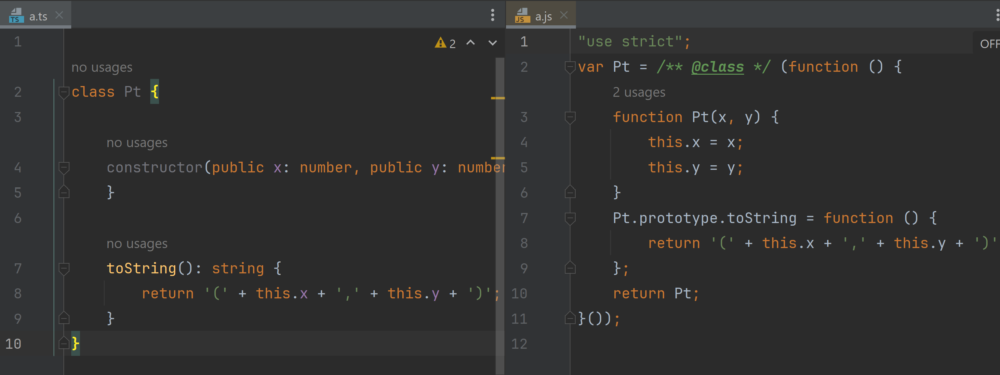 a.ts
2
1
no usages
2 class Pt {
3
no usages
4 constructor(public x: number, public y: number
5 }
6
no usages
7 toString(): string {
8 return '(' + this.x + ',' + this.y + ')';
9 }
10 }
a.js
OFF
1 "use strict";
2 var Pt = /** @class */ (function () {
2 usages
3 function Pt(x, y) {
4 this.x = x;
5 this.y = y;
6 }
7 Pt.prototype.toString = function () {
8 return '(' + this.x + ',' + this.y + ')'
9 };
10 return Pt;
11 }());
12